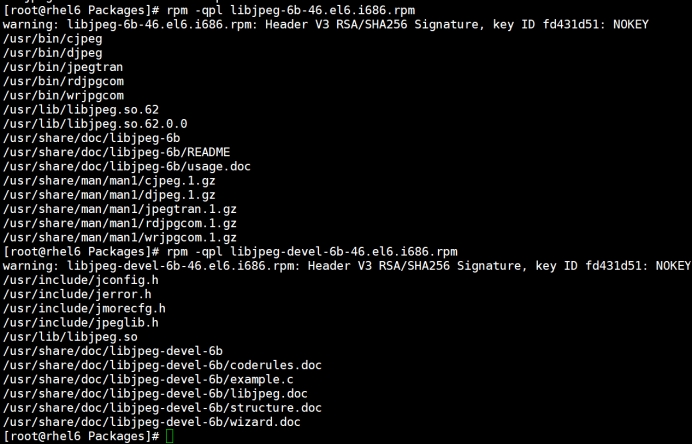 [root@rhel6 Packages]# rpm -qpl libjpeg-6b-46.el6.i686.rpm
warning: libjpeg-6b-46.el6.i686.rpm: Header V3 RSA/SHA256 Signature, key ID fd431d51: NOKEY
/usr/bin/cjpeg
/usr/bin/djpeg
/usr/bin/jpegtran
/usr/bin/rdjpgcom
/usr/bin/wrjpgcom
/usr/lib/libjpeg.so.62
/usr/lib/libjpeg.so.62.0.0
/usr/share/doc/libjpeg-6b
/usr/share/doc/libjpeg-6b/README
/usr/share/doc/libjpeg-6b/usage.doc
/usr/share/man/man1/cjpeg.1.gz
/usr/share/man/man1/djpeg.1.gz
/usr/share/man/man1/jpegtran.1.gz
/usr/share/man/man1/rdjpgcom.1.gz
/usr/share/man/man1/wrjpgcom.1.gz
[root@rhel6 Packages]# rpm -qpl libjpeg-devel-6b-46.el6.i686.rpm
warning: libjpeg-devel-6b-46.el6.i686.rpm: Header V3 RSA/SHA256 Signature, key ID fd431d51: NOKEY
/usr/include/jconfig.h
/usr/include/jerror.h
/usr/include/jmorecfg.h
/usr/include/jpeglib.h
/usr/lib/libjpeg.so
/usr/share/doc/libjpeg-devel-6b
/usr/share/doc/libjpeg-devel-6b/coderules.doc
/usr/share/doc/libjpeg-devel-6b/example.c
/usr/share/doc/libjpeg-devel-6b/libjpeg.doc
/usr/share/doc/libjpeg-devel-6b/structure.doc
/usr/share/doc/libjpeg-devel-6b/wizard.doc
[root@rhel6 Packages]#